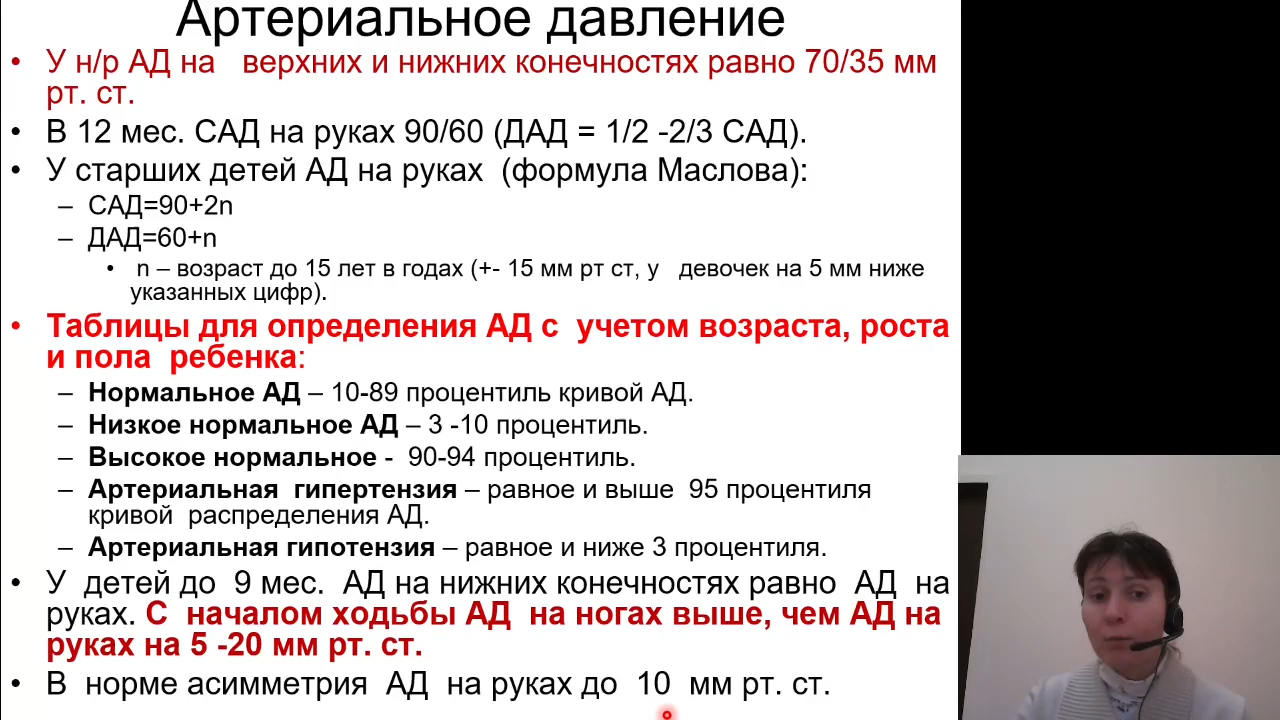 Артериальное давление
• У н/р АД на верхних и нижних конечностях равно 70/35 мм
рт. ст.
• В 12 мес. САД на руках 90/60 (ДАД = 1/2 -2/3 САД).
• У старших детей АД на руках (формула Маслова):
– САД=90+2n
– ДАД=60+n
• n – возраст до 15 лет в годах (+- 15 мм рт ст, у девочек на 5 мм ниже
указанных цифр).
• Таблицы для определения АД с учетом возраста, роста
и пола ребенка:
– Нормальное АД – 10-89 процентиль кривой АД.
– Низкое нормальное АД – 3 -10 процентиль.
– Высокое нормальное - 90-94 процентиль.
– Артериальная гипертензия – равное и выше 95 процентиля
кривой распределения АД.
– Артериальная гипотензия – равное и ниже 3 процентиля.
• У детей до 9 мес. АД на нижних конечностях равно АД на
руках. С началом ходьбы АД на ногах выше, чем АД на
руках на 5 -20 мм рт. ст.
• В норме асимметрия АД на руках до 10 мм рт. ст.